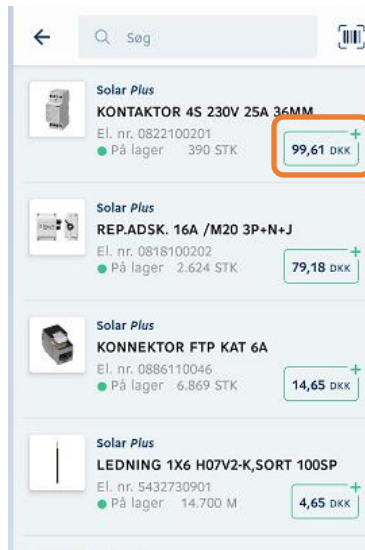 Søg
Solar Plus
KONTAKTOR 4S 230V 25A 36MM
El. nr. 0822100201
På lager 390 STK
99,61 DKK
+
Solar Plus
REP.ADSK. 16A /M20 3P+N+J
El. nr. 0818100202
På lager 2.624 STK
79,18 DKK
+
Solar Plus
KONNEKTOR FTP KAT 6A
El. nr. 0886110046
På lager 6.869 STK
14,65 DKK
+
Solar Plus
LEDNING 1X6 H07V2-K,SORT 100SP
El. nr. 5432730901
På lager 14.700 M
4,65 DKK
+